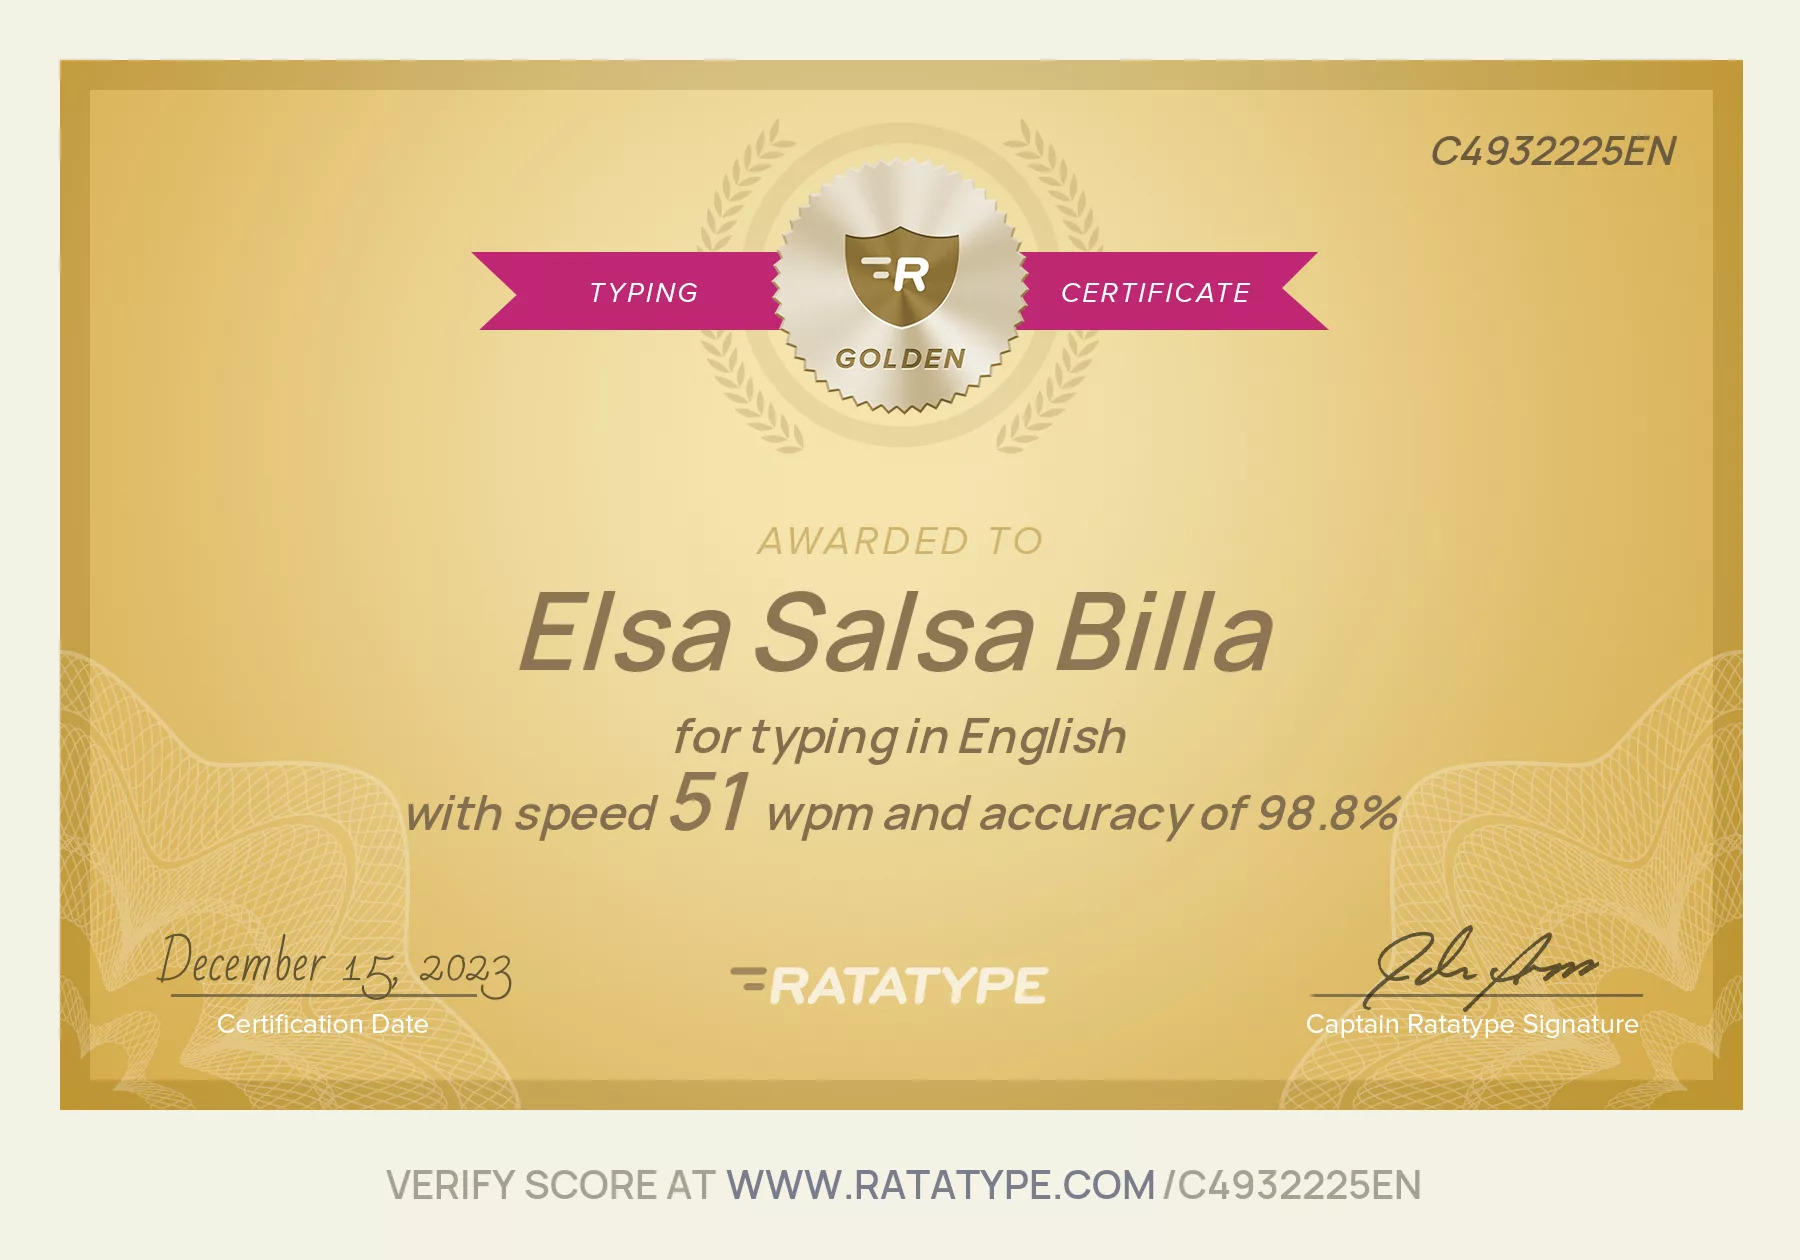 C4932225EN
TYPING
CERTIFICATE
R
GOLDEN
AWARDED TO
Elsa Salsa Billa
for typing in English
with speed 51 wpm and accuracy of 98.8%
December 15, 2023
Certification Date
RATATYPE
Captain Ratatype Signature
VERIFY SCORE AT WWW.RATATYPE.COM/C4932225EN